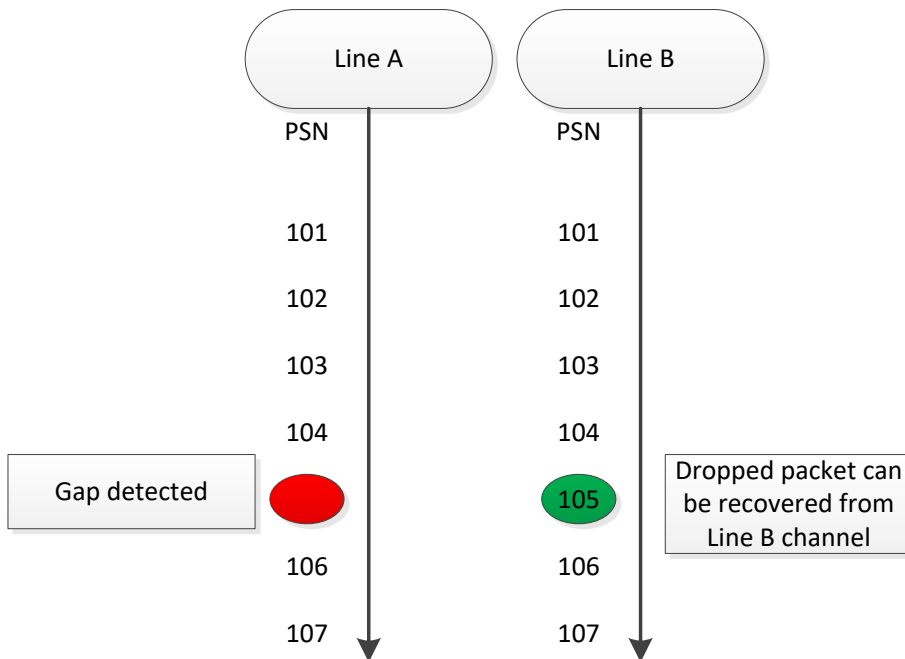 Line A
Line B
PSN
PSN
101
101
102
102
103
103
104
104
Gap detected
105
Dropped packet can
be recovered from
Line B channel
106
106
107
107